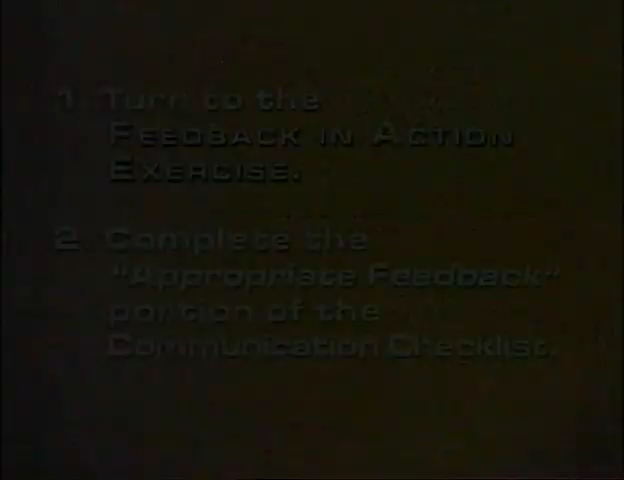 1. Turn to the
FEEDBACK IN ACTION
EXERCISE.
2. Complete the
"Appropriate Feedback"
portion of the
Communication Checklist.